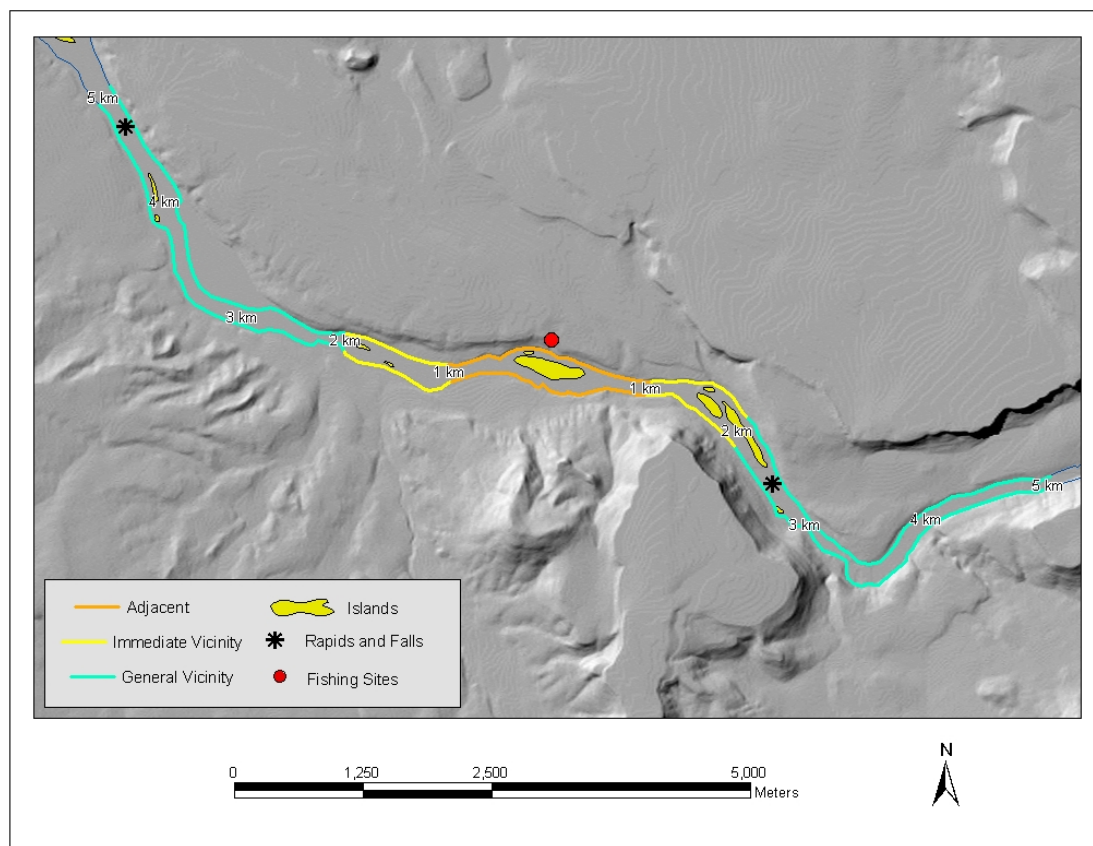 5 km
4 km
3 km
2 km
1 km
1 km
2 km
3 km
4 km
5 km
Adjacent
Islands
Immediate Vicinity
Rapids and Falls
General Vicinity
Fishing Sites
N
0 1,250 2,500 5,000
Meters